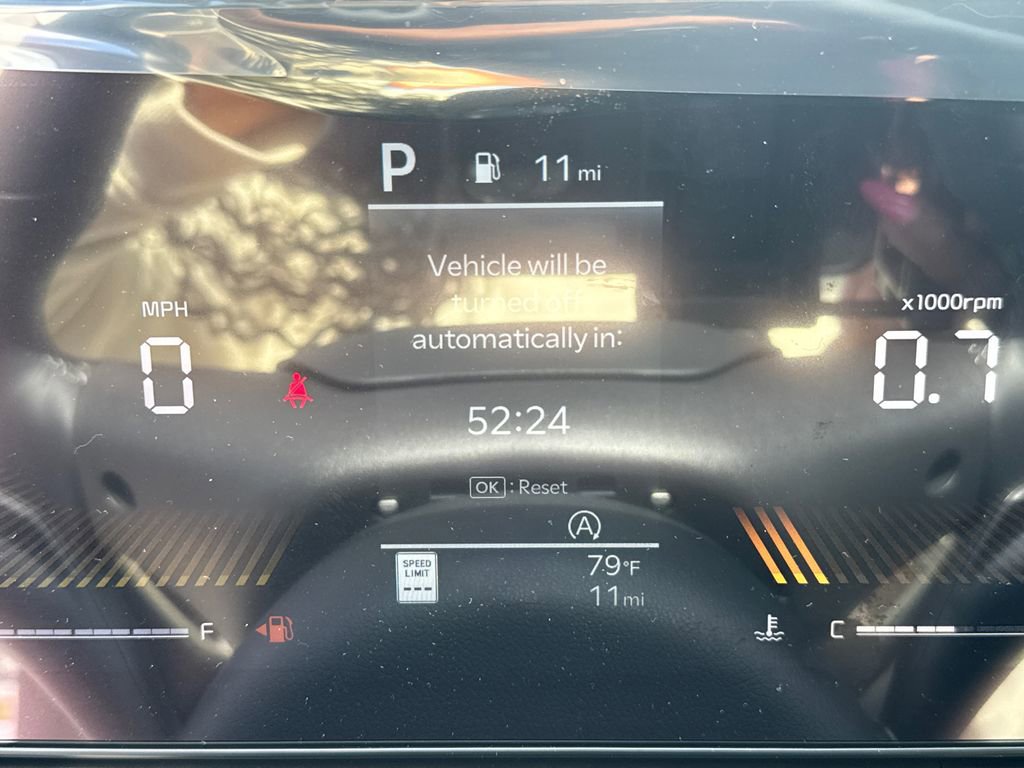 P 11 mi
Vehicle will be
turned off
automatically in:
MPH
0
x1000rpm
0.7
52:24
OK : Reset
A
SPEED
LIMIT
---
79°F
11 mi
F
C